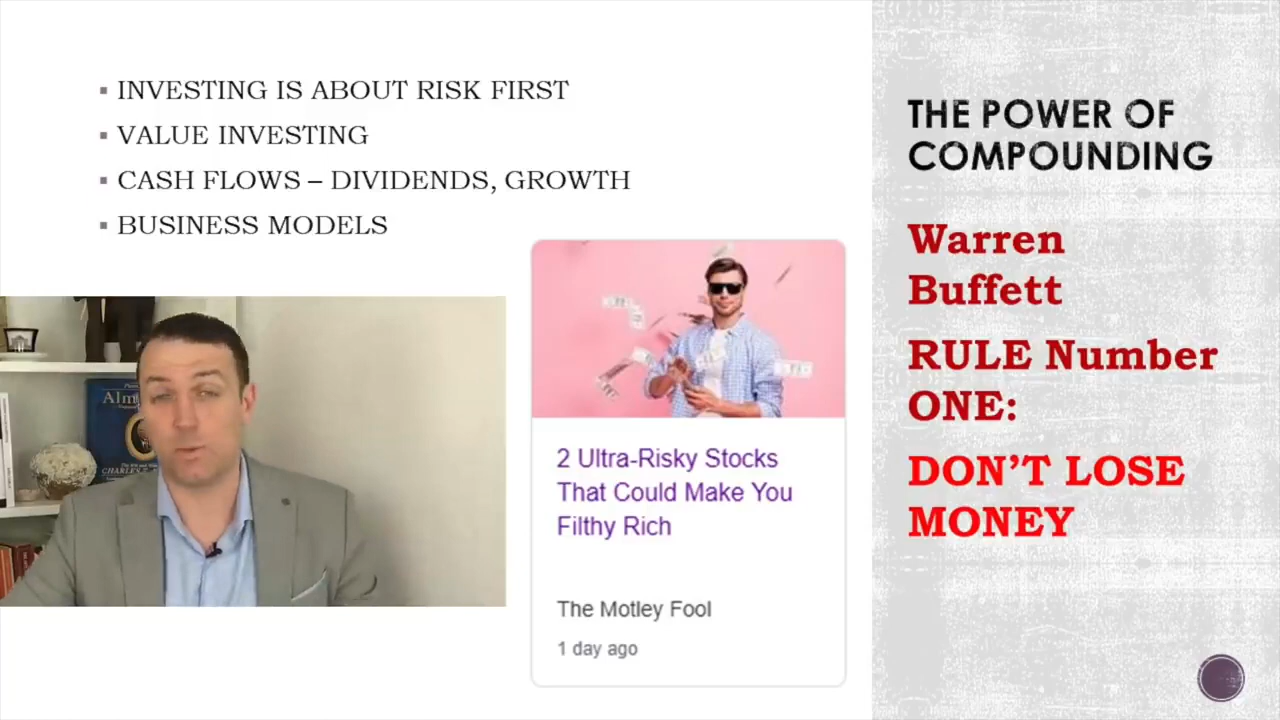 INVESTING IS ABOUT RISK FIRST
VALUE INVESTING
CASH FLOWS – DIVIDENDS, GROWTH
BUSINESS MODELS
2 Ultra-Risky Stocks
That Could Make You
Filthy Rich
The Motley Fool
1 day ago
THE POWER OF
COMPOUNDING
Warren
Buffett
RULE Number
ONE:
DON’T LOSE
MONEY